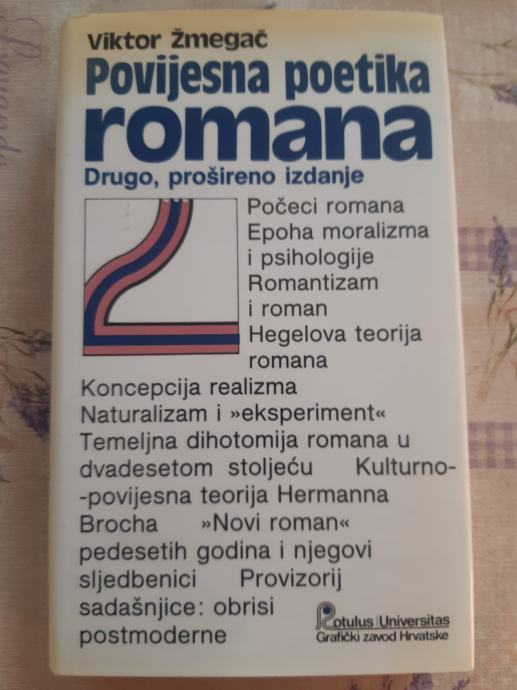 Viktor Žmegač
Povijesna poetika
romana
Drugo, prošireno izdanje
Počeci romana
Epoha moralizma
i psihologije
Romantizam
i roman
Hegelova teorija
romana
Koncepcija realizma
Naturalizam i »eksperiment«
Temeljna dihotomija romana u
dvadesetom stoljeću Kulturno-
-povijesna teorija Hermanna
Brocha »Novi roman«
pedesetih godina i njegovi
sljedbenici Provizorij
sadašnjice: obrisi
postmoderne
Rotulus Universitas
Grafički zavod Hrvatske